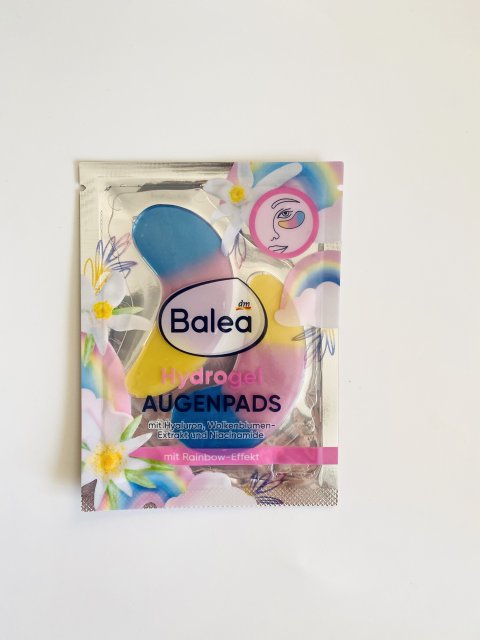 dm
Balea
Hydrogel
AUGENPADS
mit Hyaluron, Wolkenblumen-
Extrakt und Niacinamide
mit Rainbow-Effekt